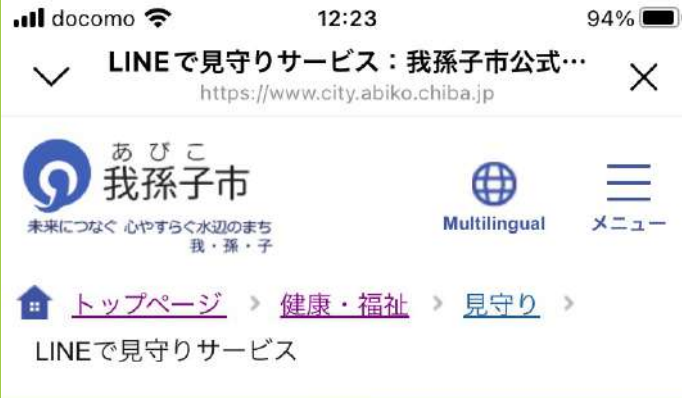 docomo 12:23 94%
LINEで見守りサービス：我孫子市公式…
https://www.city.abiko.chiba.jp
あびこ
我孫子市
未来につなぐ 心やすらぐ水辺のまち
我・孫・子
Multilingual
メニュー
トップページ > 健康・福祉 > 見守り >
LINEで見守りサービス